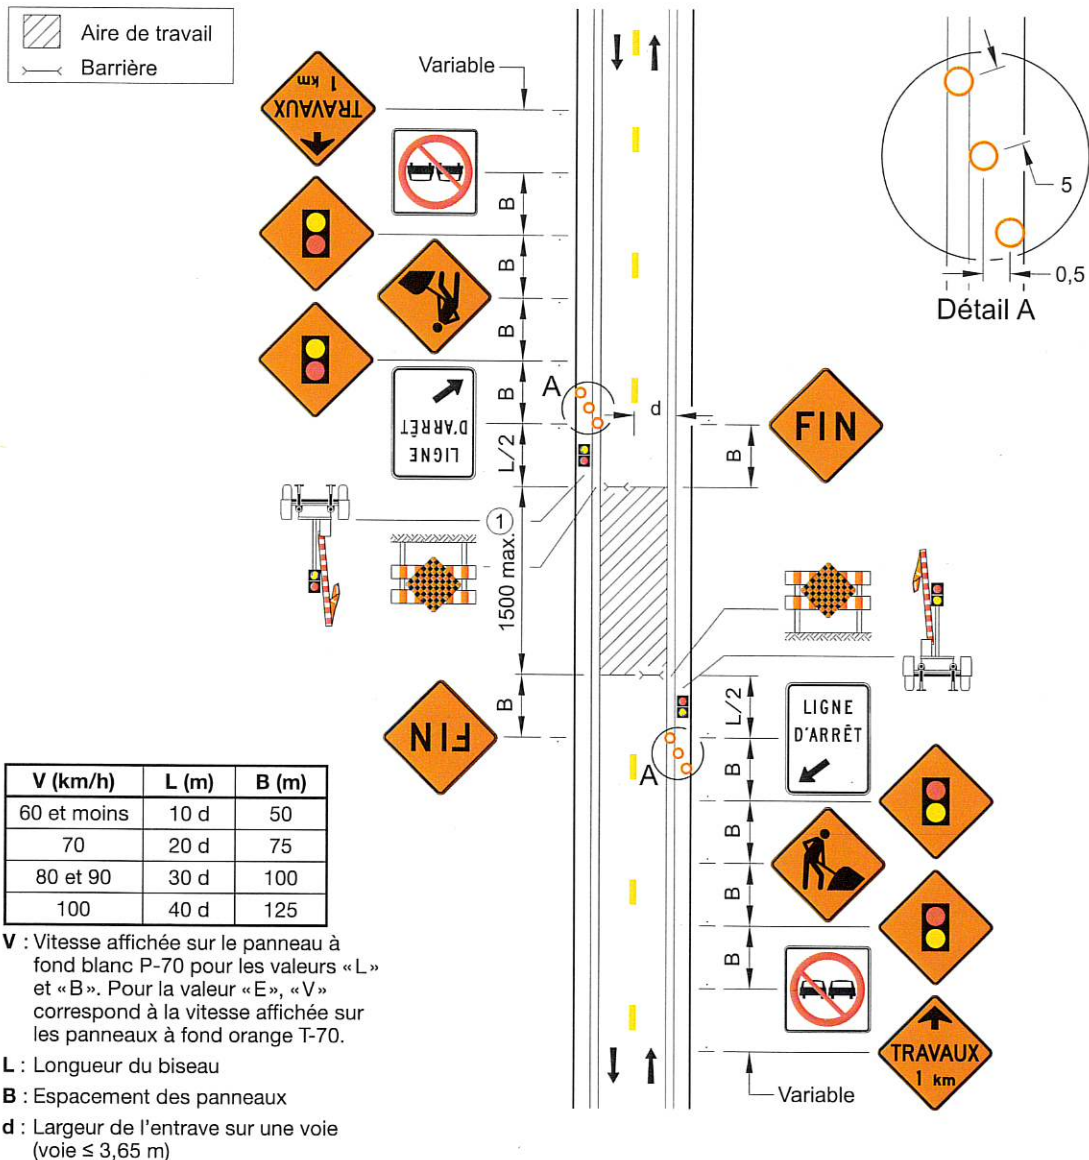 Aire de travail
Barrière
Variable
TRAVAUX
1 km
B
B
B
B
A
d
L/2
LIGNE
D'ARRÊT
1
1500 max.
B
FIN
5
0,5
Détail A
FIN
B
L/2
LIGNE
D'ARRÊT
A
B
B
B
B
TRAVAUX
1 km
Variable
V (km/h) L (m) B (m)
60 et moins 10 d 50
70 20 d 75
80 et 90 30 d 100
100 40 d 125
V : Vitesse affichée sur le panneau à
fond blanc P-70 pour les valeurs «L»
et «B». Pour la valeur «E», «V»
correspond à la vitesse affichée sur
les panneaux à fond orange T-70.
L : Longueur du biseau
B : Espacement des panneaux
d : Largeur de l'entrave sur une voie
(voie ≤ 3,65 m)